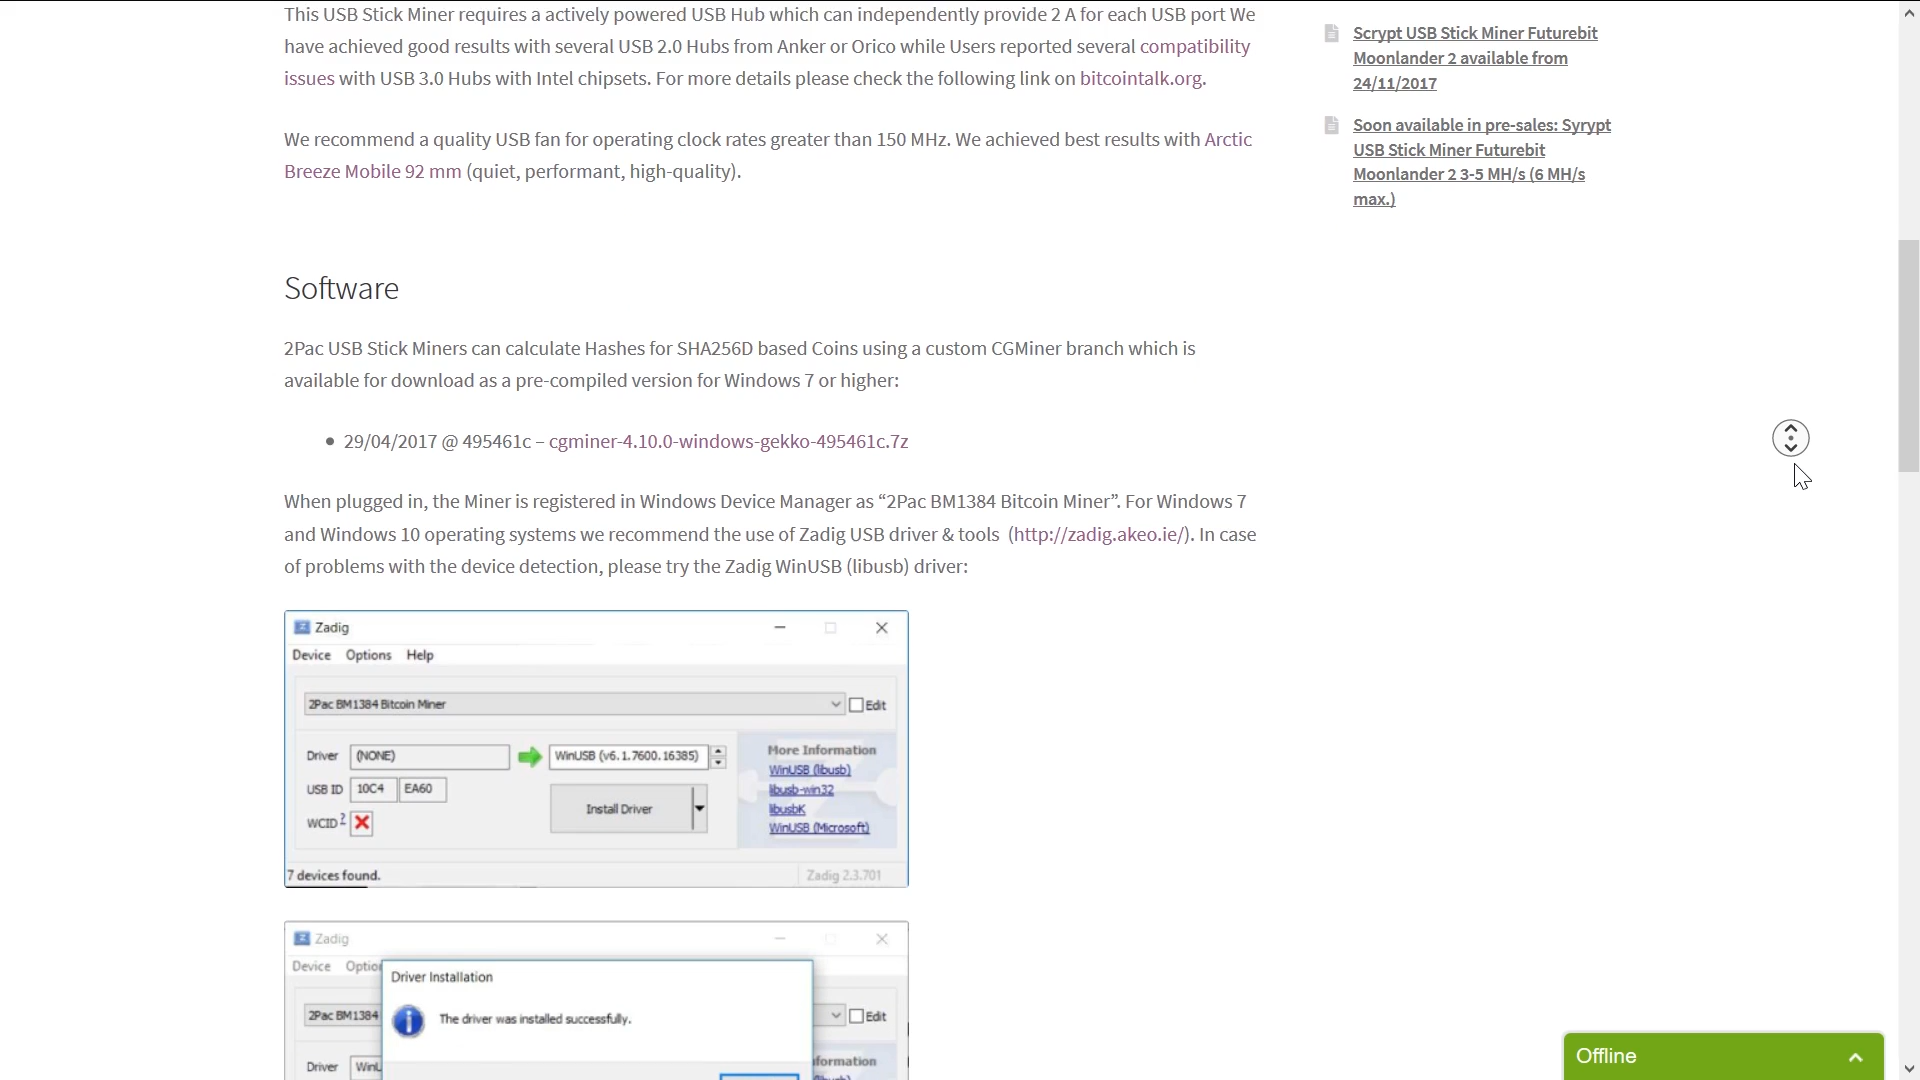 This USB Stick Miner requires a actively powered USB Hub which can independently provide 2 A for each USB port We
have achieved good results with several USB 2.0 Hubs from Anker or Orico while Users reported several compatibility
issues with USB 3.0 Hubs with Intel chipsets. For more details please check the following link on bitcointalk.org.
We recommend a quality USB fan for operating clock rates greater than 150 MHz. We achieved best results with Arctic
Breeze Mobile 92 mm (quiet, performant, high-quality).
Software
2Pac USB Stick Miners can calculate Hashes for SHA256D based Coins using a custom CGMiner branch which is
available for download as a pre-compiled version for Windows 7 or higher:
29/04/2017 @ 495461c – cgminer-4.10.0-windows-gekko-495461c.7z
When plugged in, the Miner is registered in Windows Device Manager as “2Pac BM1384 Bitcoin Miner”. For Windows 7
and Windows 10 operating systems we recommend the use of Zadig USB driver & tools (http://zadig.akeo.ie/). In case
of problems with the device detection, please try the Zadig WinUSB (libusb) driver:
Zadig
Device Options Help
2Pac BM1384 Bitcoin Miner
Edit
Driver (NONE) WinUSB (v6.1.7600.16385)
USB ID 10C4 EA60
WCID ?
Install Driver
More Information
WinUSB (libusb)
libusb-win32
libusbK
WinUSB (Microsoft)
7 devices found.
Zadig 2.3.701
Zadig
Device
Driver Installation
2Pac BM1384
The driver was installed successfully.
Edit
Driver
Scrypt USB Stick Miner Futurebit
Moonlander 2 available from
24/11/2017
Soon available in pre-sales: Syrypt
USB Stick Miner Futurebit
Moonlander 2 3-5 MH/s (6 MH/s
max.)
Offline